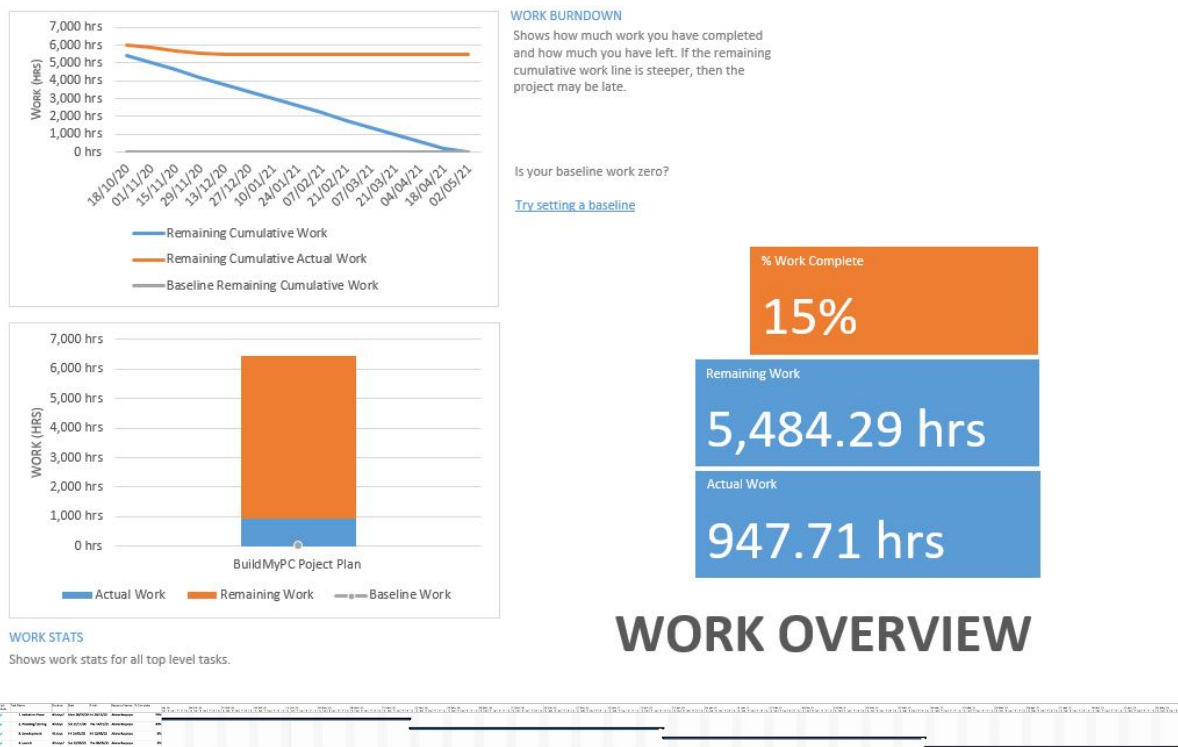 7,000 hrs
6,000 hrs
5,000 hrs
4,000 hrs
3,000 hrs
2,000 hrs
1,000 hrs
0 hrs
WORK (HRS)
18/10/20
01/11/20
15/11/20
29/11/20
13/12/20
27/12/20
10/01/21
24/01/21
07/02/21
21/02/21
07/03/21
21/03/21
04/04/21
18/04/21
02/05/21
Remaining Cumulative Work
Remaining Cumulative Actual Work
Baseline Remaining Cumulative Work
WORK BURNDOWN
Shows how much work you have completed
and how much you have left. If the remaining
cumulative work line is steeper, then the
project may be late.
Is your baseline work zero?
Try setting a baseline
% Work Complete
15%
Remaining Work
5,484.29 hrs
Actual Work
947.71 hrs
7,000 hrs
6,000 hrs
5,000 hrs
4,000 hrs
3,000 hrs
2,000 hrs
1,000 hrs
0 hrs
WORK (HRS)
BuildMyPC Poject Plan
Actual Work
Remaining Work
Baseline Work
WORK OVERVIEW
WORK STATS
Shows work stats for all top level tasks.